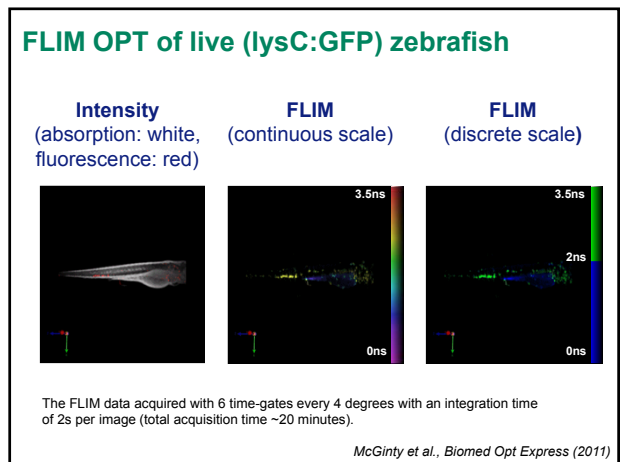 FLIM OPT of live (lysC:GFP) zebrafish
Intensity
(absorption: white,
fluorescence: red)
FLIM
(continuous scale)
FLIM
(discrete scale)
3.5ns
0ns
3.5ns
2ns
0ns
The FLIM data acquired with 6 time-gates every 4 degrees with an integration time
of 2s per image (total acquisition time ~20 minutes).
McGinty et al., Biomed Opt Express (2011)